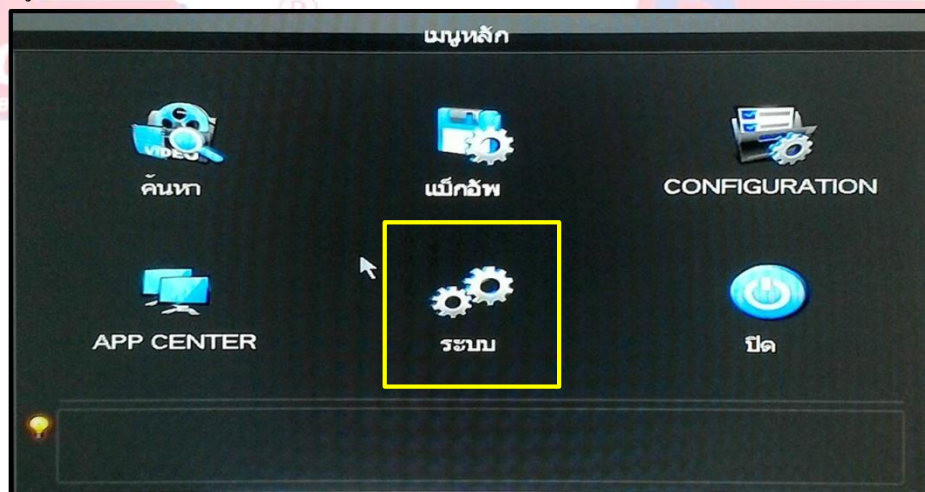 เมนูหลัก
VIDEO
ค้นหา
แบ็กอัพ
CONFIGURATION
APP CENTER
ระบบ
ปิด